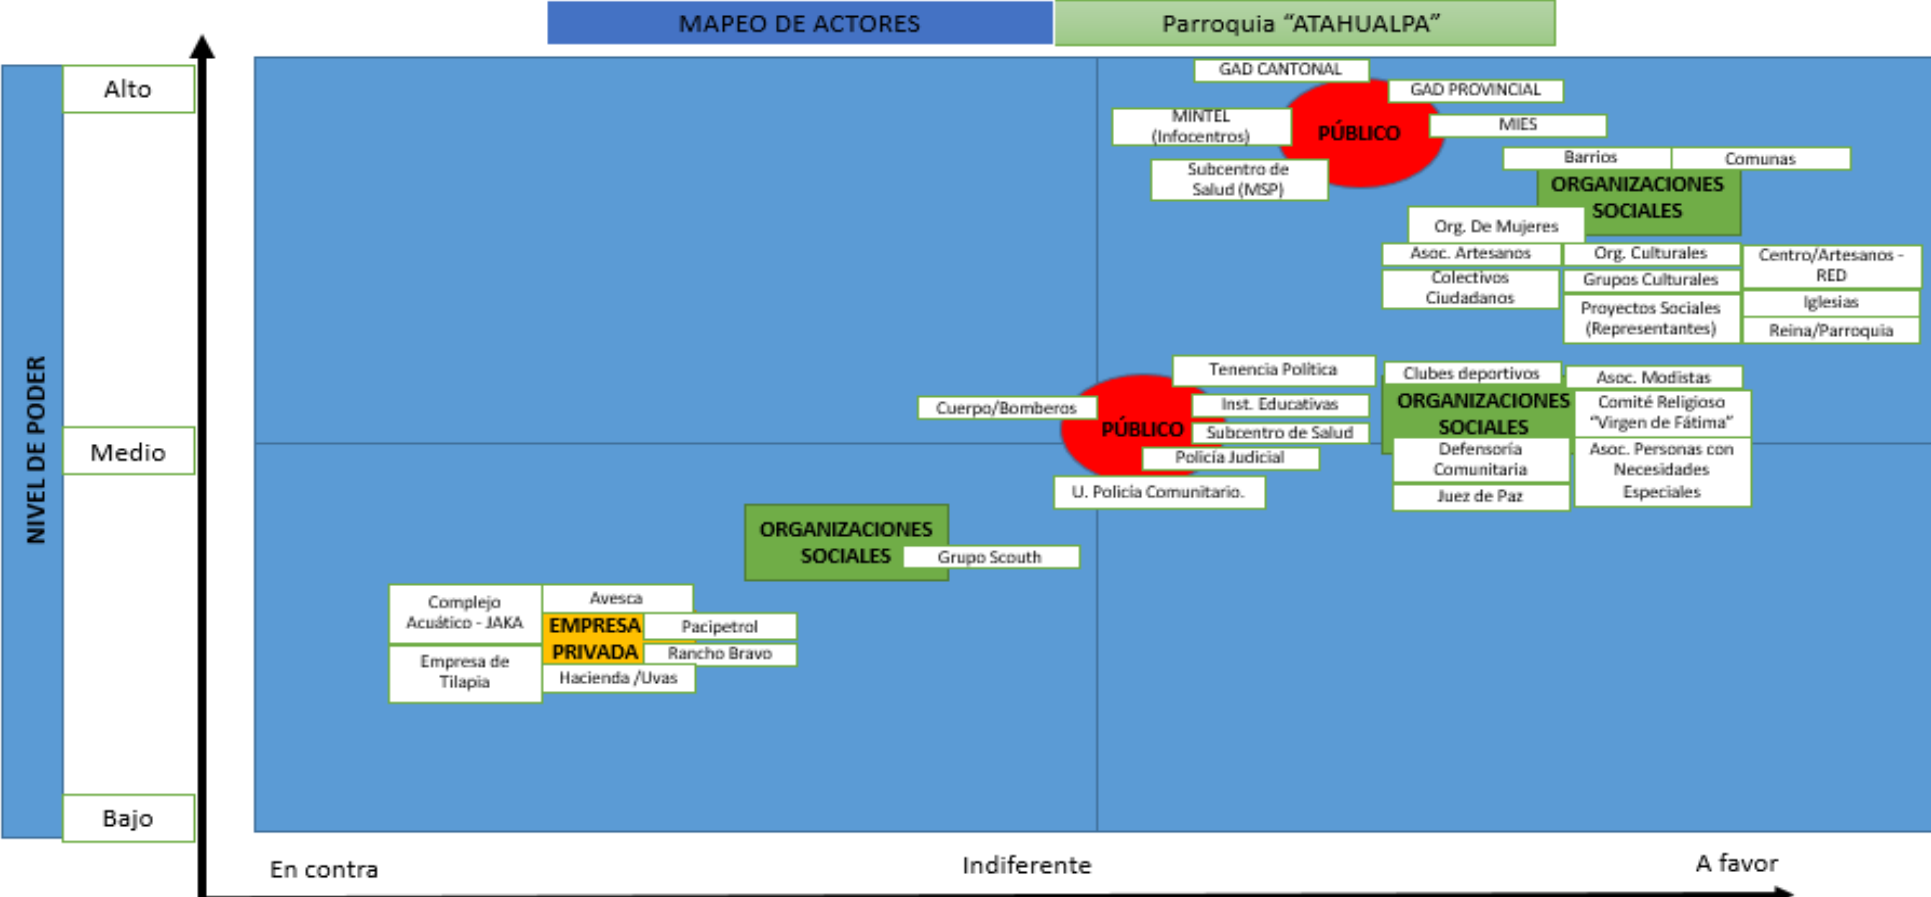 MAPEO DE ACTORES
Parroquia “ATAHUALPA”
NIVEL DE PODER
Alto
Medio
Bajo
GAD CANTONAL
GAD PROVINCIAL
MINTEL
(Infocentros)
PÚBLICO
MIES
Subcentro de
Salud (MSP)
Barrios
Comunas
ORGANIZACIONES
SOCIALES
Org. De Mujeres
Asoc. Artesanos
Org. Culturales
Centro/Artesanos -
RED
Colectivos
Ciudadanos
Grupos Culturales
Iglesias
Proyectos Sociales
(Representantes)
Reina/Parroquia
Tenencia Política
Cuerpo/Bomberos
Inst. Educativas
PÚBLICO
Subcentro de Salud
Policía Judicial
U. Policía Comunitario.
Clubes deportivos
Asoc. Modistas
ORGANIZACIONES
SOCIALES
Comité Religioso
“Virgen de Fátima”
Defensoría
Comunitaria
Asoc. Personas con
Necesidades
Especiales
Juez de Paz
ORGANIZACIONES
SOCIALES
Grupo Scouth
Complejo
Acuático - JAKA
Avesca
EMPRESA
PRIVADA
Pacipetrol
Rancho Bravo
Empresa de
Tilapia
Hacienda /Uvas
En contra
Indiferente
A favor